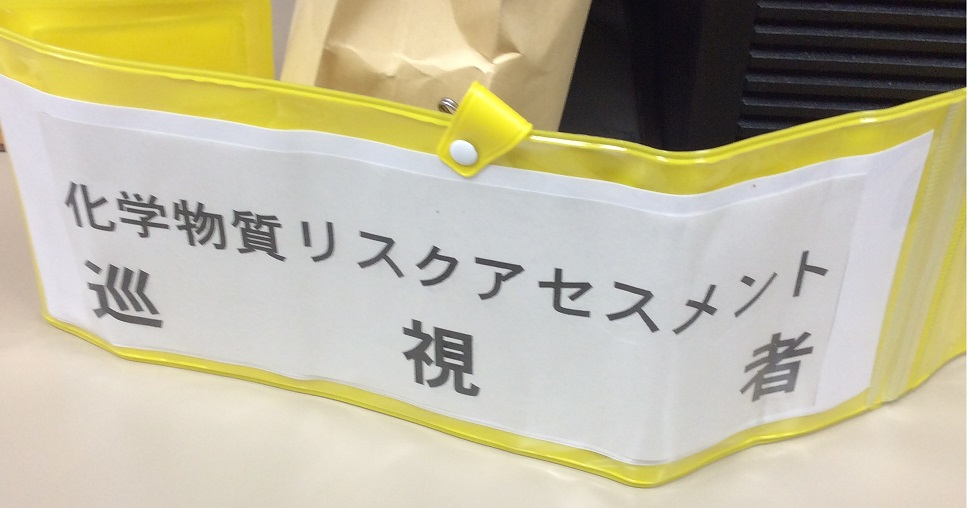 化学物質リスクアセスメント
巡視者